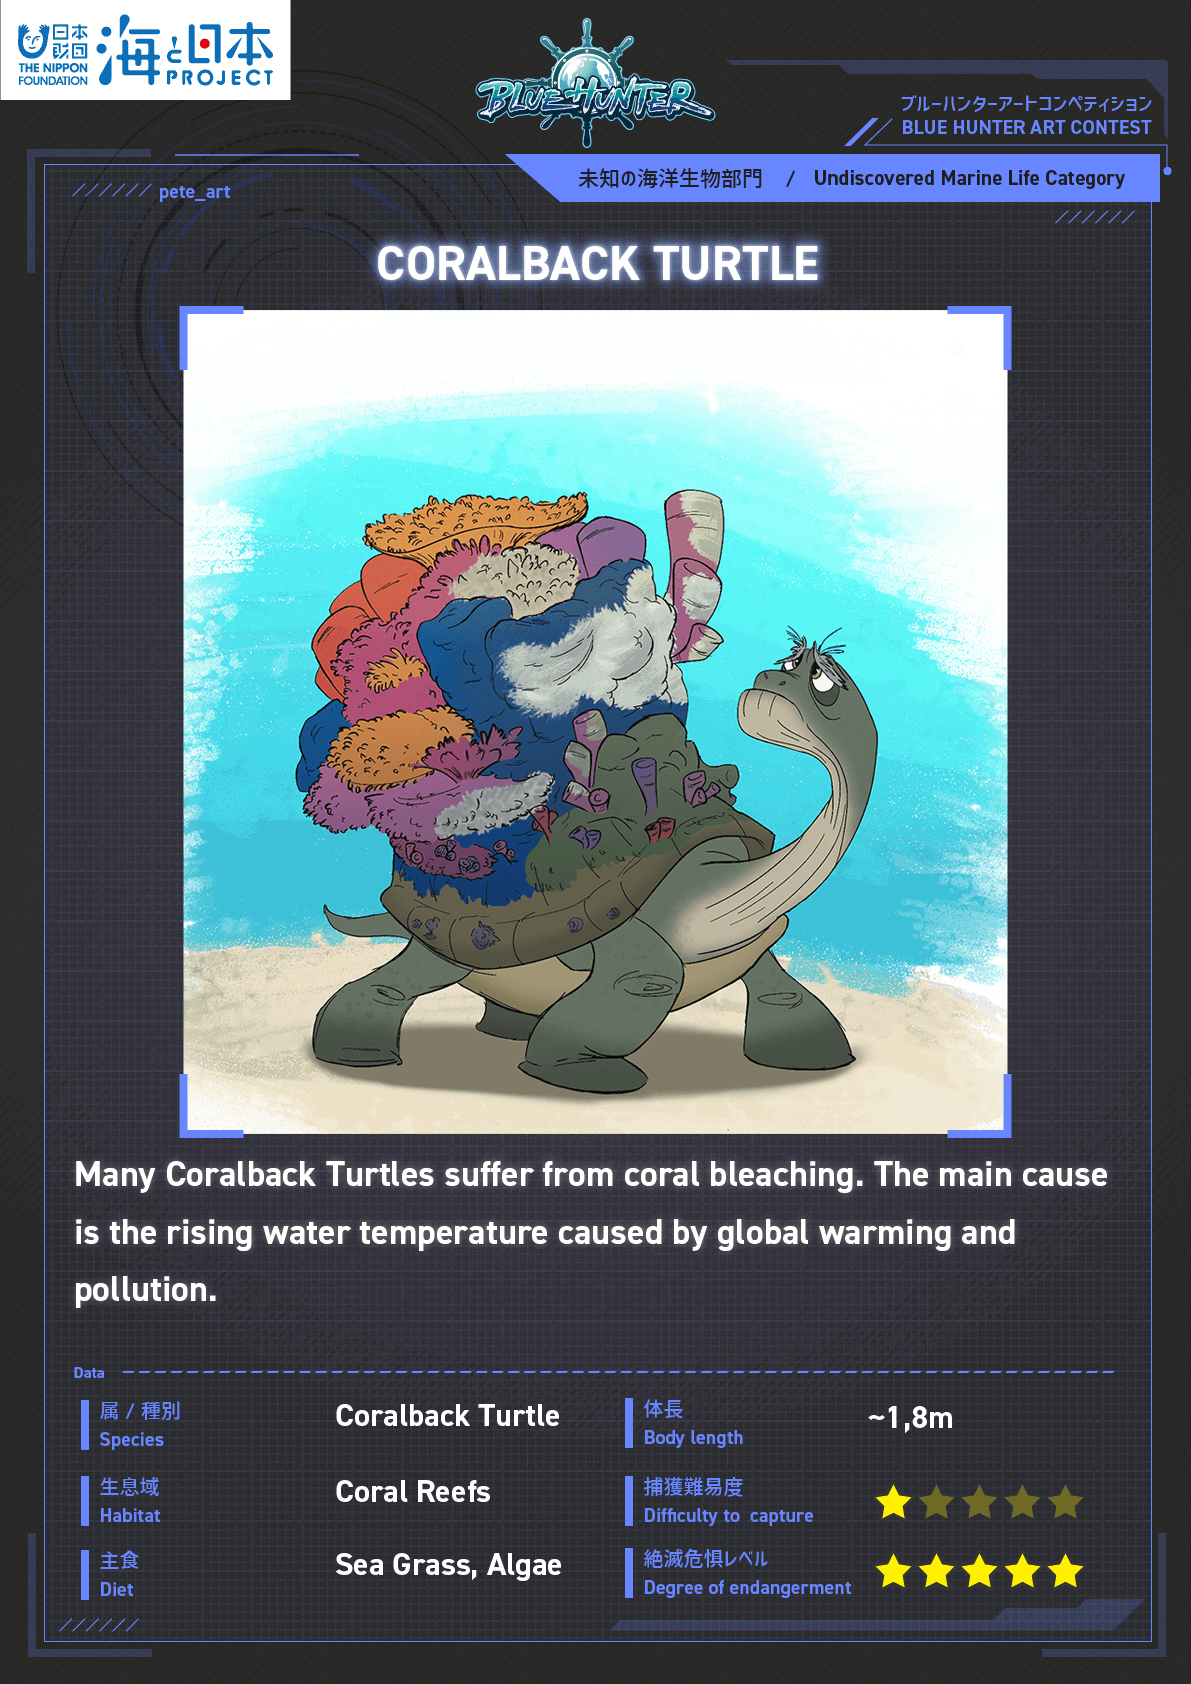 日本
財団
THE NIPPON
FOUNDATION
海と日本
PROJECT
BLUE HUNTER
ブルーハンターアートコンペティション
BLUE HUNTER ART CONTEST
未知の海洋生物部門 / Undiscovered Marine Life Category
pete_art
CORALBACK TURTLE
Many Coralback Turtles suffer from coral bleaching. The main cause
is the rising water temperature caused by global warming and
pollution.
Data
属 / 種別
Species
Coralback Turtle
体長
Body length
~1,8m
生息域
Habitat
Coral Reefs
捕獲難易度
Difficulty to capture
主食
Diet
Sea Grass, Algae
絶滅危惧レベル
Degree of endangerment